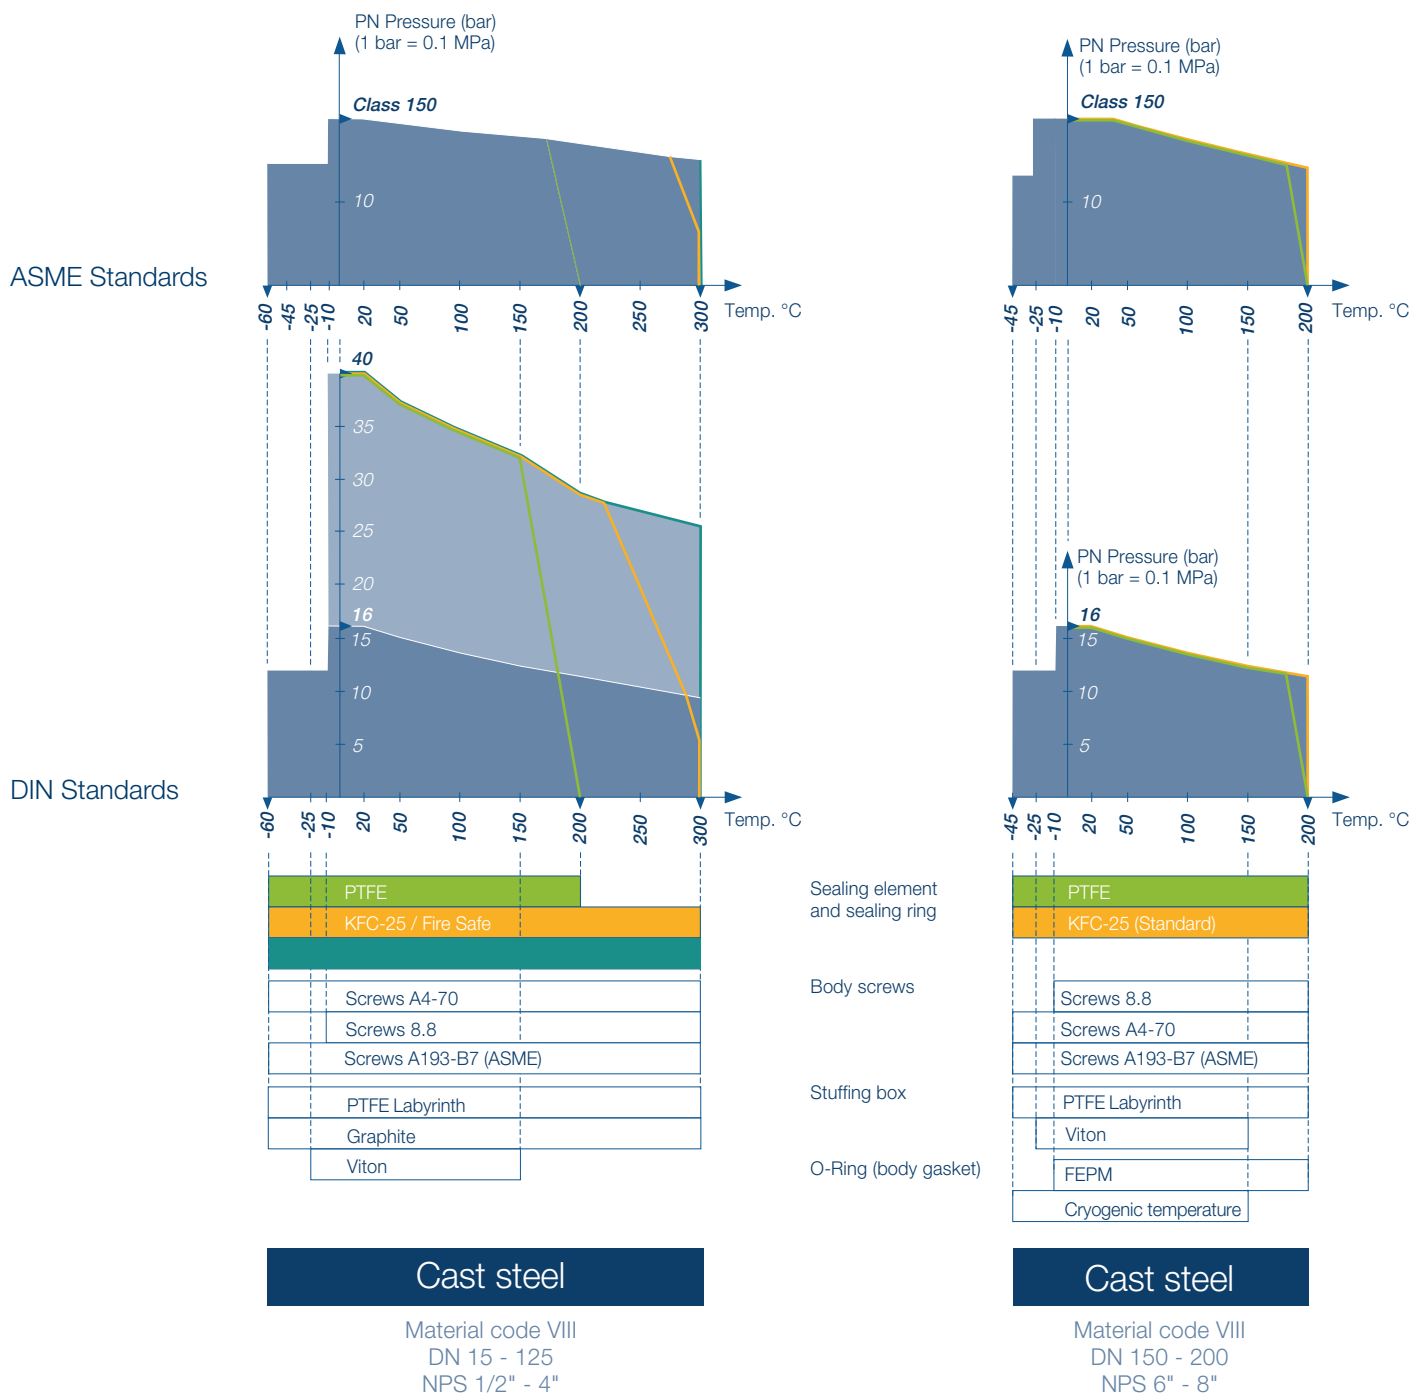 PN Pressure (bar)
(1 bar = 0.1 MPa)
Class 150
10
ASME Standards
-60 -45 -25 -10 20 50 100 150 200 250 300 Temp. °C
PN Pressure (bar)
(1 bar = 0.1 MPa)
Class 150
10
-45 -25 -10 20 50 100 150 200 Temp. °C
40
35
30
25
20
16
15
10
5
DIN Standards
-60 -25 -10 20 50 100 150 200 300 Temp. °C
PN Pressure (bar)
(1 bar = 0.1 MPa)
16
15
10
5
-45 -25 -10 20 50 100 150 200 Temp. °C
PTFE
KFC-25 / Fire Safe
Screws A4-70
Screws 8.8
Screws A193-B7 (ASME)
PTFE Labyrinth
Graphite
Viton
Sealing element
and sealing ring
Body screws
Stuffing box
O-Ring (body gasket)
PTFE
KFC-25 (Standard)
Screws 8.8
Screws A4-70
Screws A193-B7 (ASME)
PTFE Labyrinth
Viton
FEPM
Cryogenic temperature
Cast steel
Material code VIII
DN 15 - 125
NPS 1/2" - 4"
Cast steel
Material code VIII
DN 150 - 200
NPS 6" - 8"